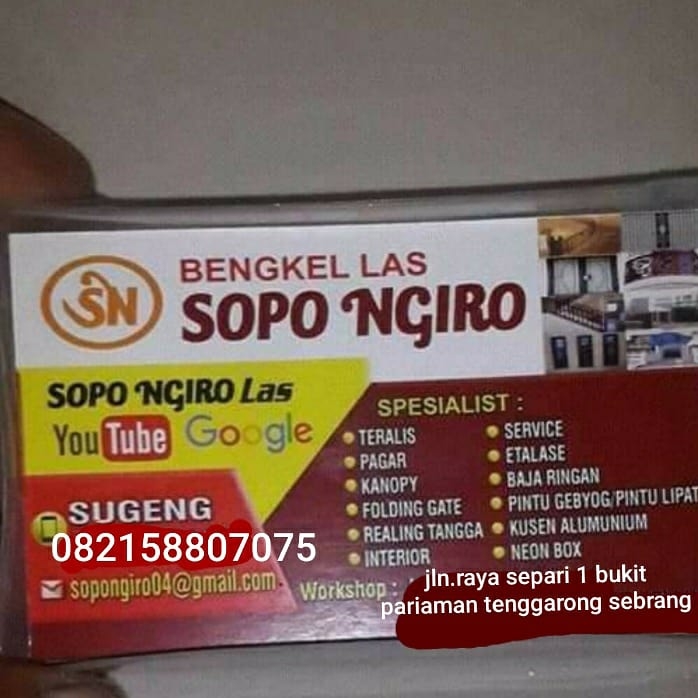 SN
BENGKEL LAS
SOPO NGIRO
SOPO NGIRO Las
YouTube Google
SUGENG
082158807075
sopongiro04@gmail.com
SPESIALIST :
TERALIS
PAGAR
KANOPY
FOLDING GATE
REALING TANGGA
INTERIOR
SERVICE
ETALASE
BAJA RINGAN
PINTU GEBYOG/PINTU LIPAT
KUSEN ALUMUNIUM
NEON BOX
Workshop : jln.raya separi 1 bukit
pariaman tenggarong sebrang